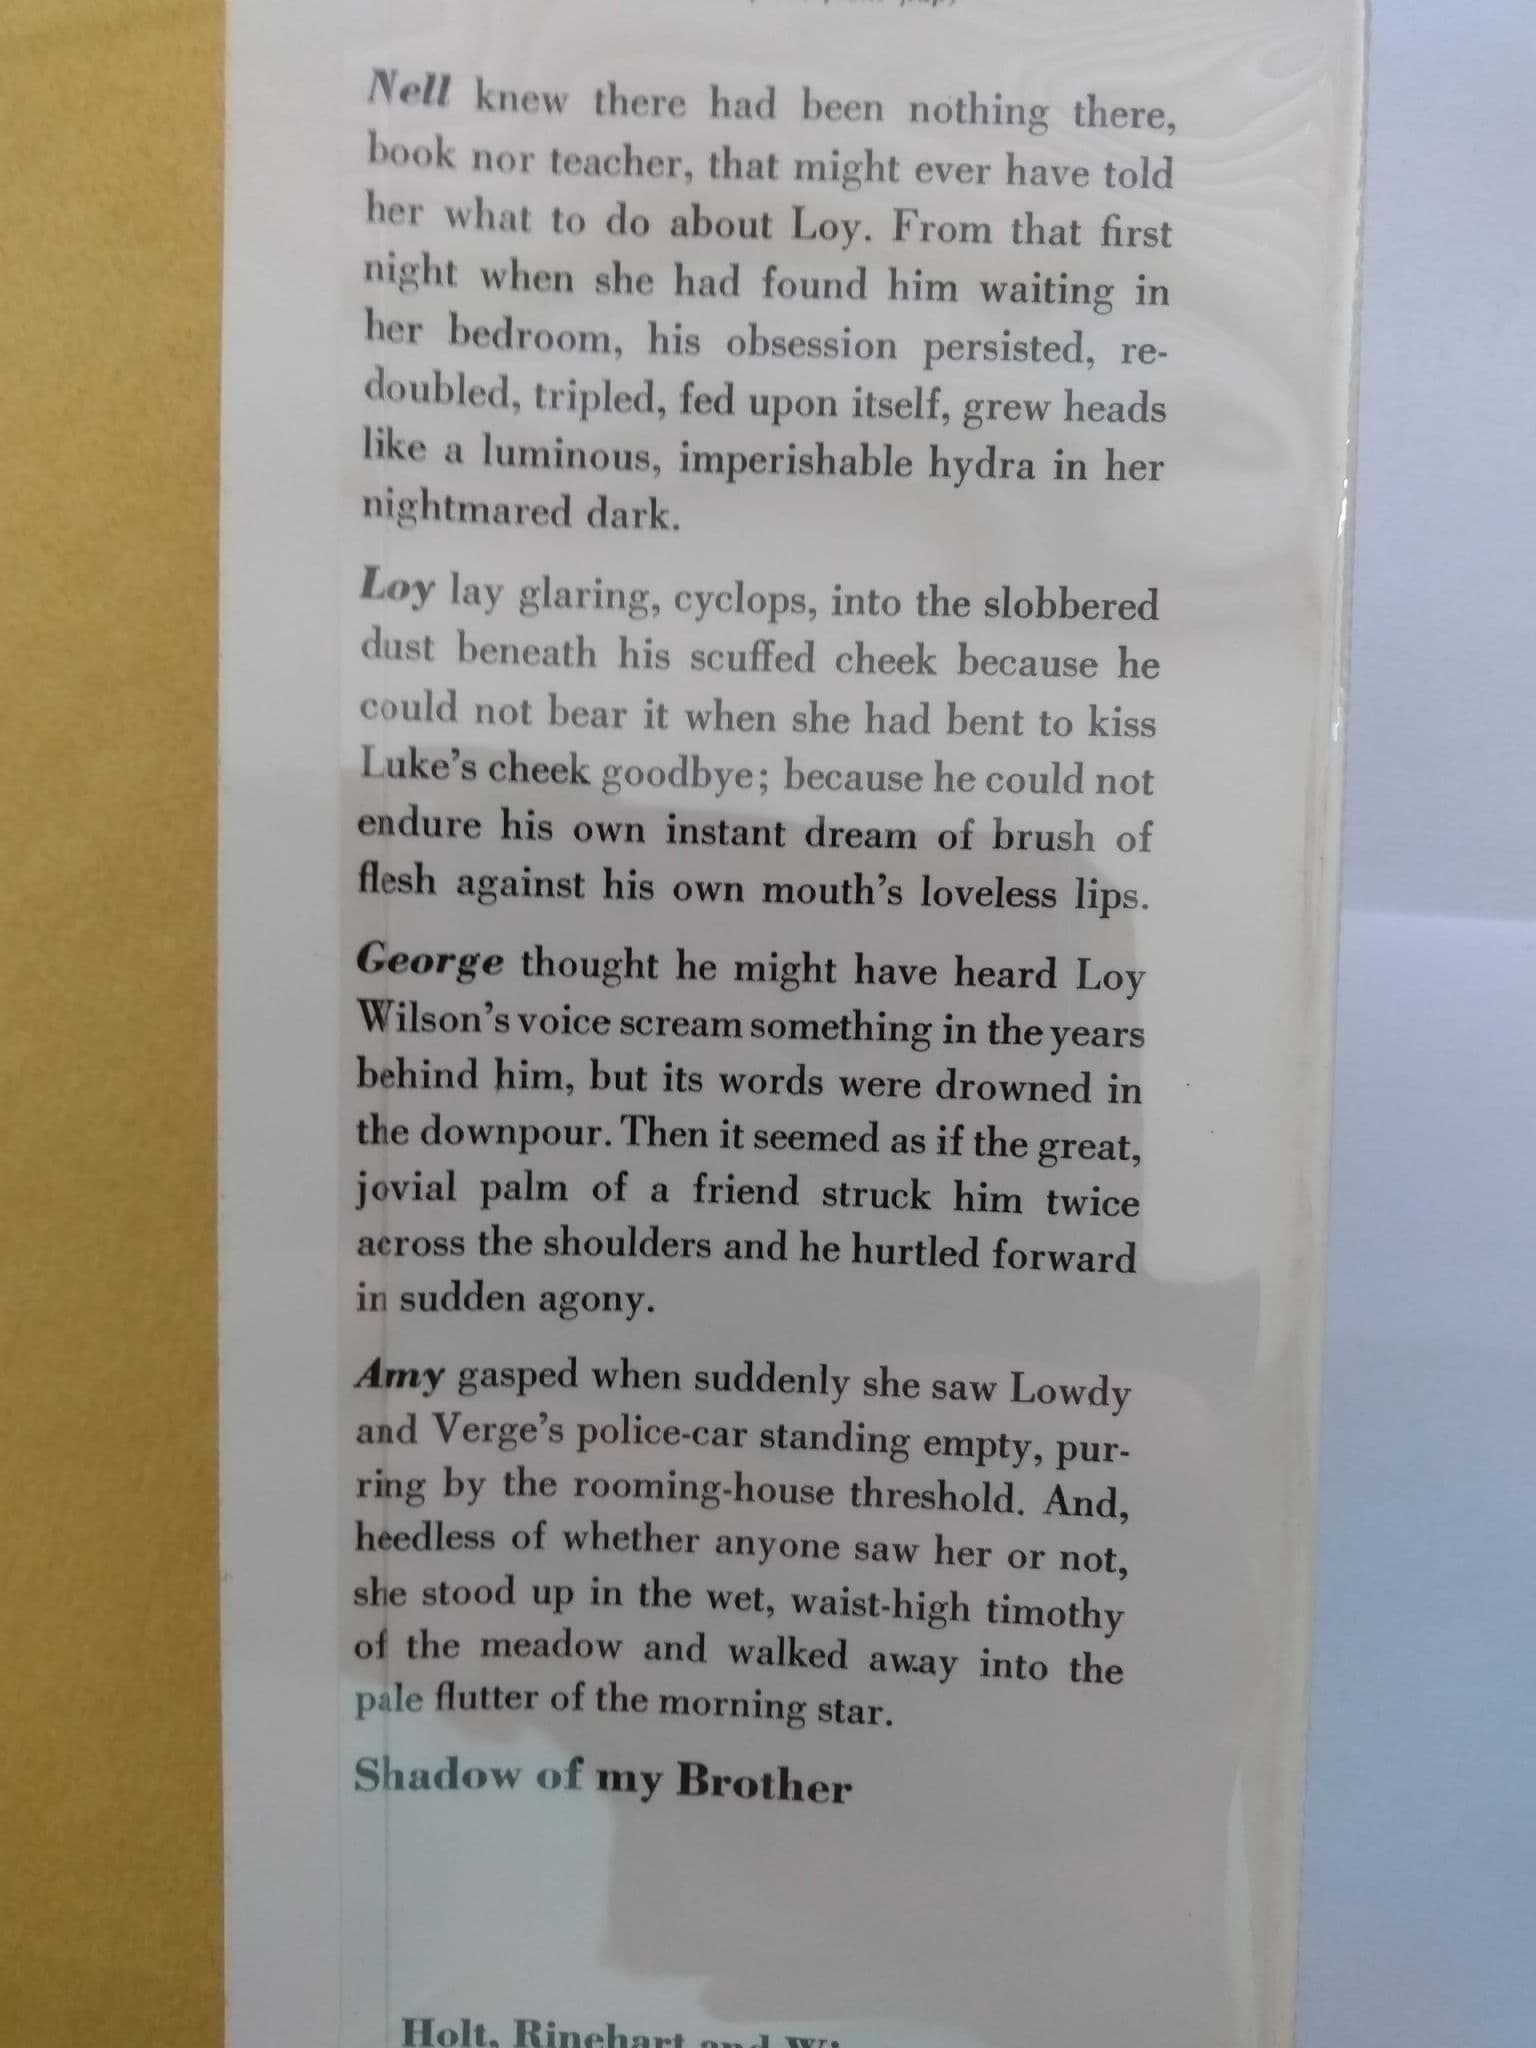 Nell knew there had been nothing there,
book nor teacher, that might ever have told
her what to do about Loy. From that first
night when she had found him waiting in
her bedroom, his obsession persisted, re-
doubled, tripled, fed upon itself, grew heads
like a luminous, imperishable hydra in her
nightmared dark.
Loy lay glaring, cyclops, into the slobbered
dust beneath his scuffed cheek because he
could not bear it when she had bent to kiss
Luke's cheek goodbye; because he could not
endure his own instant dream of brush of
flesh against his own mouth's loveless lips.
George thought he might have heard Loy
Wilson's voice scream something in the years
behind him, but its words were drowned in
the downpour. Then it seemed as if the great,
jovial palm of a friend struck him twice
across the shoulders and he hurtled forward
in sudden agony.
Amy gasped when suddenly she saw Lowdy
and Verge's police-car standing empty, pur-
ring by the rooming-house threshold. And,
heedless of whether anyone saw her or not,
she stood up in the wet, waist-high timothy
of the meadow and walked away into the
pale flutter of the morning star.
Shadow of my Brother
Holt, Rinehart and